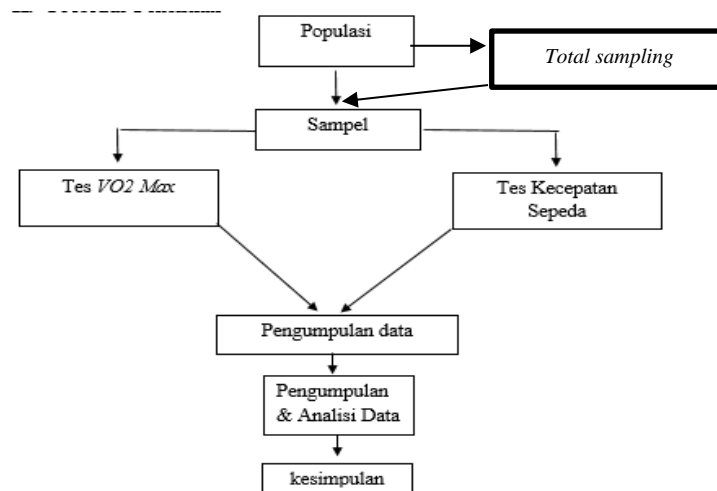 Populasi
Total sampling
Sampel
Tes VO2 Max
Tes Kecepatan
Sepeda
Pengumpulan data
Pengumpulan
& Analisi Data
kesimpulan